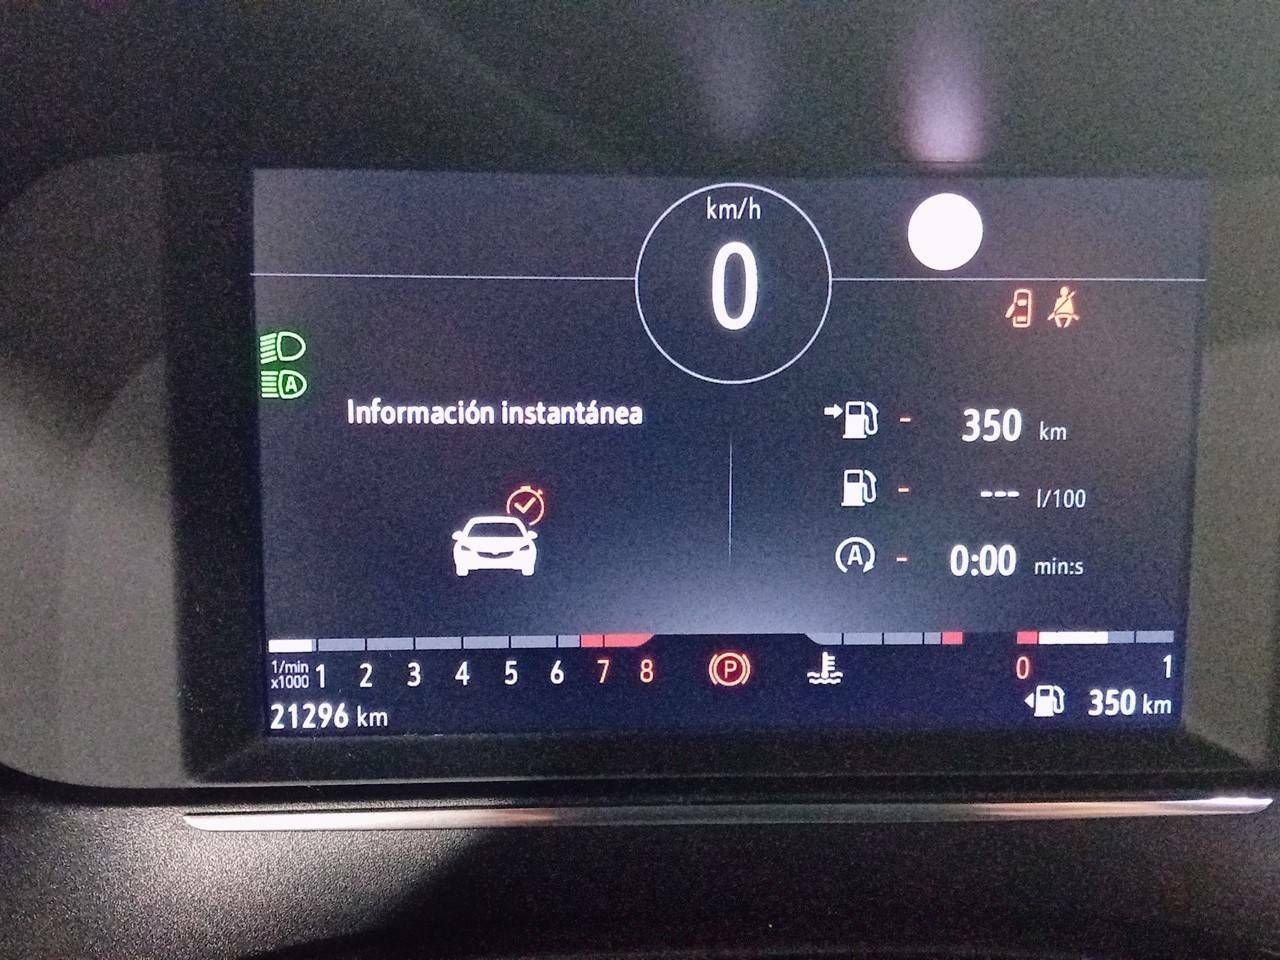 km/h
0
A
Información instantánea
350 km
--- l/100
A 0:00 min:s
1/min
x1000
1 2 3 4 5 6 7 8
P
0 1
21296 km
350 km